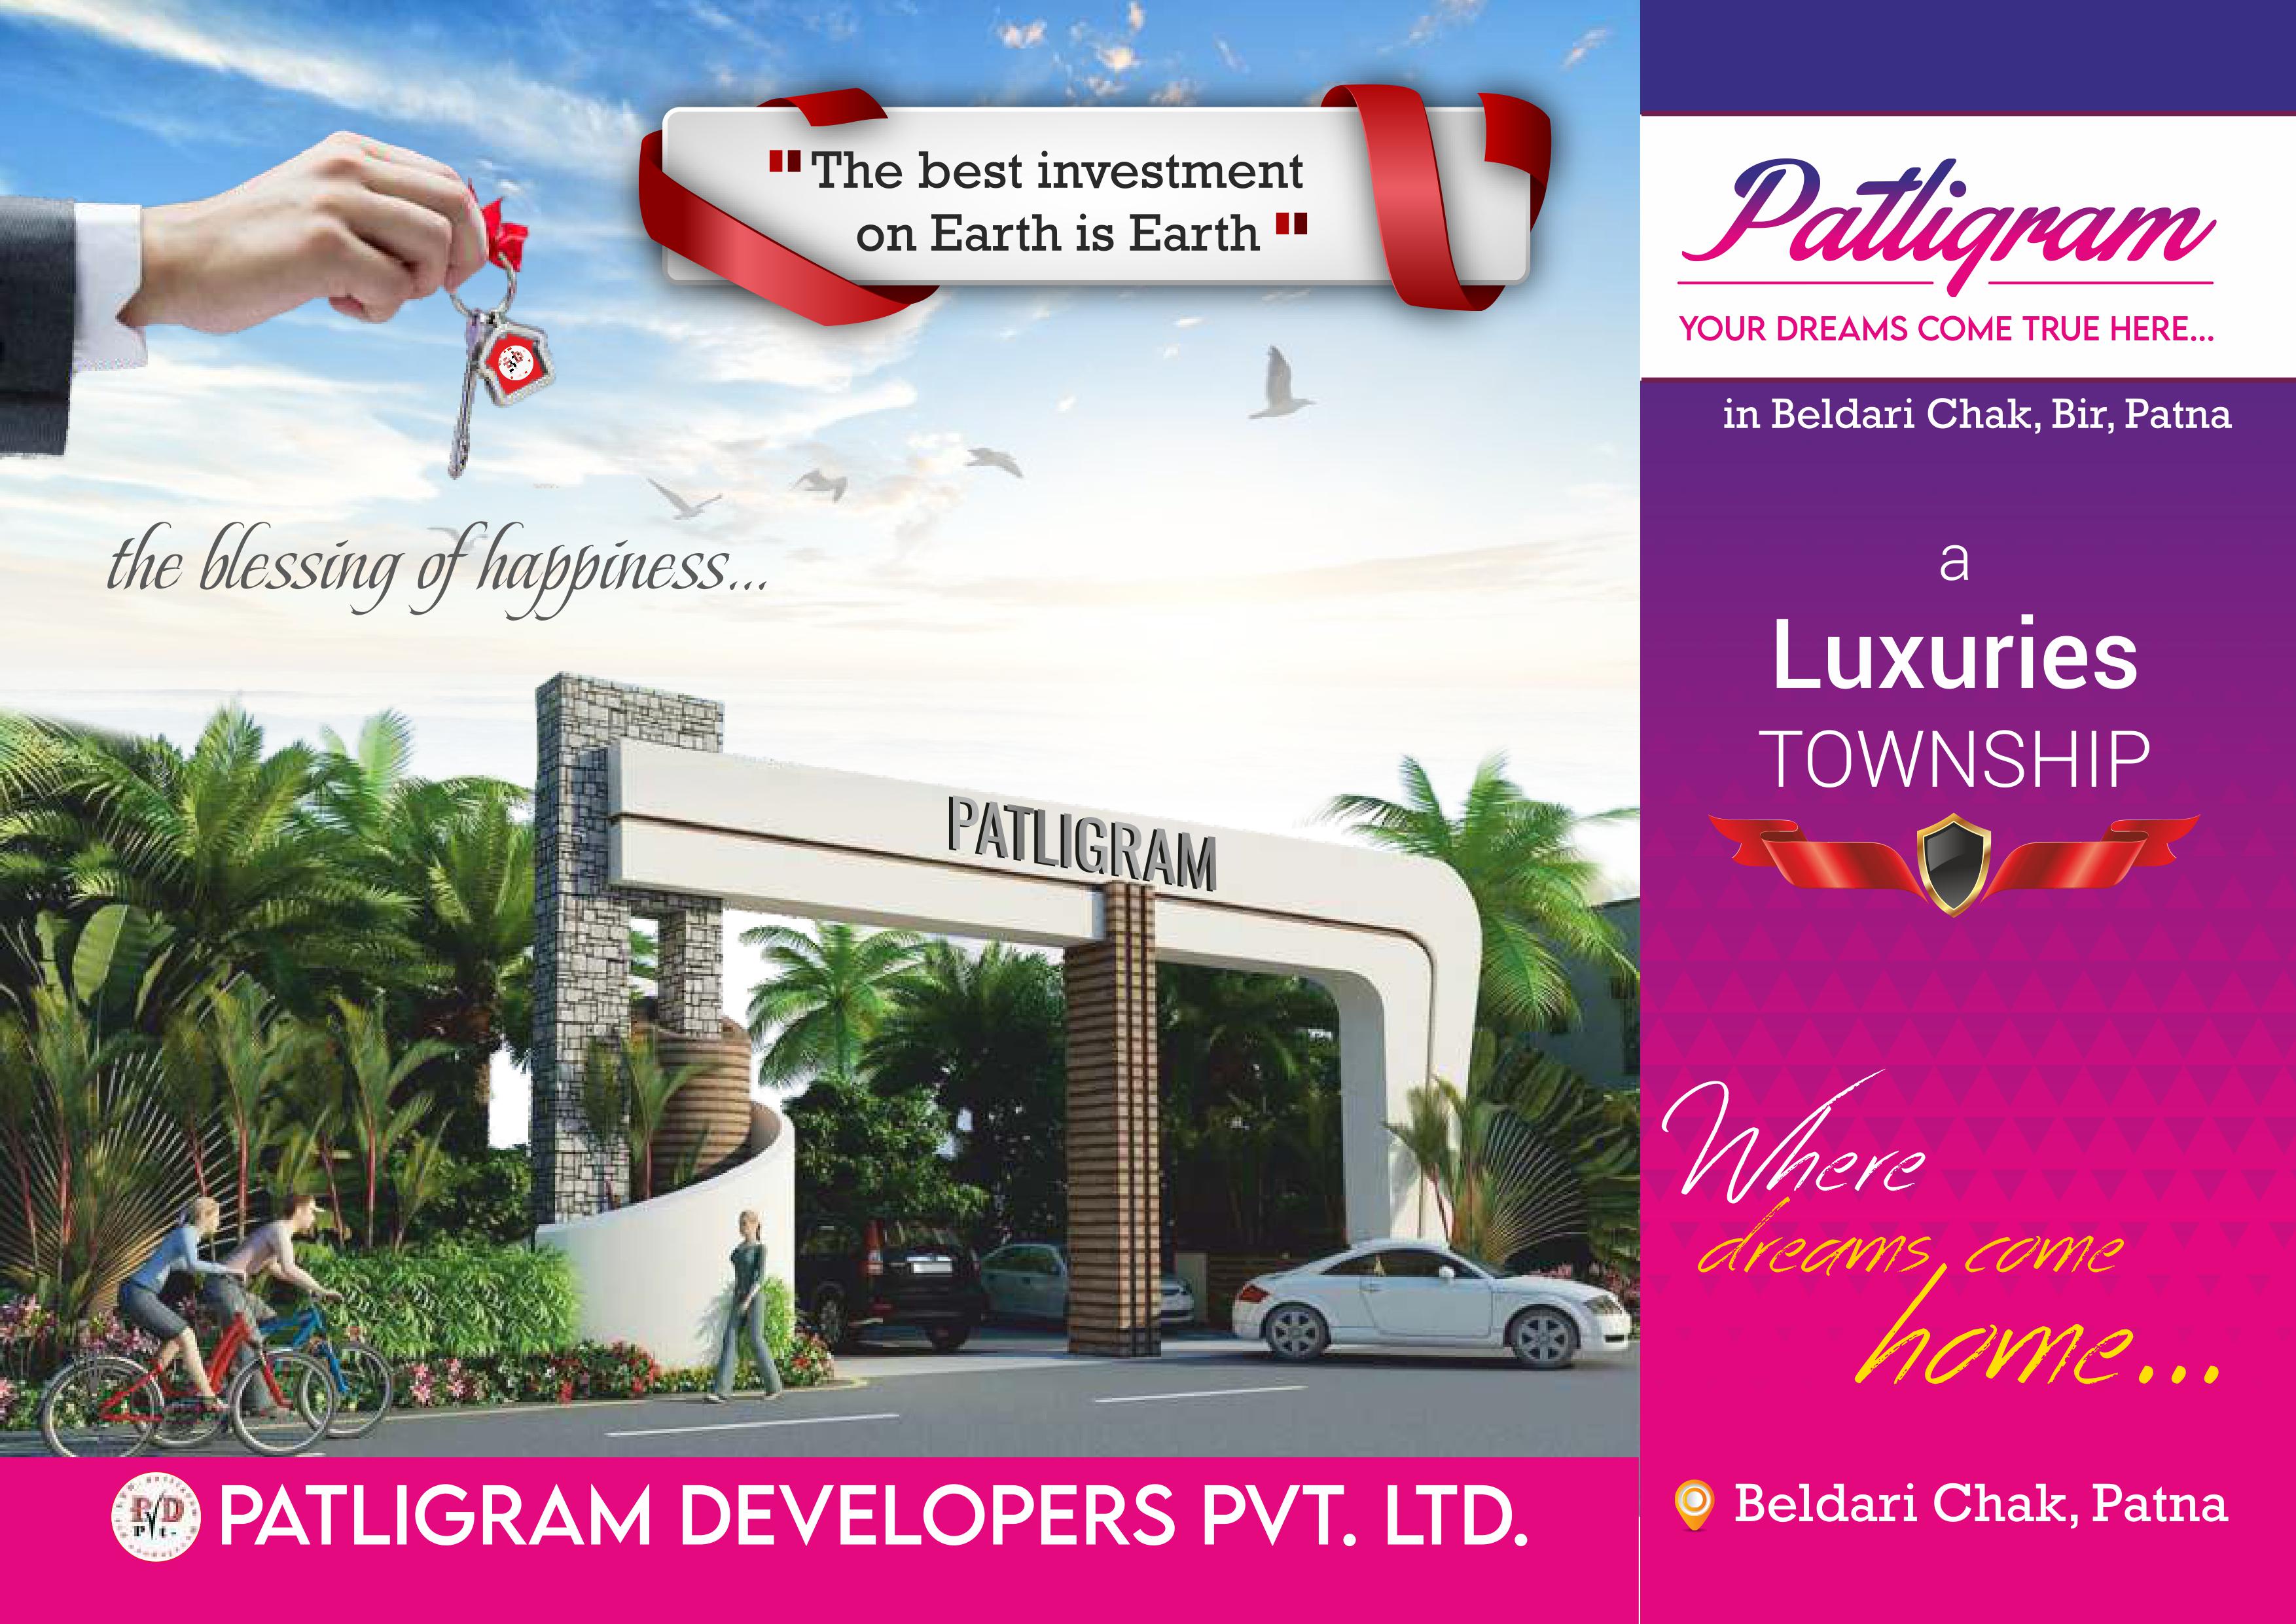 "The best investment
on Earth is Earth"
the blessing of happiness...
PATLIGRAM
PATLIGRAM DEVELOPERS PVT. LTD.
Patligram
YOUR DREAMS COME TRUE HERE...
in Beldari Chak, Bir, Patna
a
Luxuries
TOWNSHIP
Where
dreams come
home...
Beldari Chak, Patna